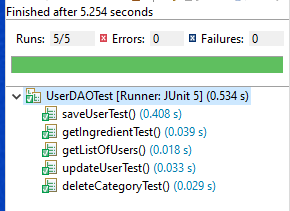 Finished after 5.254 seconds
Runs: 5/5 Errors: 0 Failures: 0
UserDAOTest [Runner: JUnit 5] (0.534 s)
saveUserTest() (0.408 s)
getIngredientTest() (0.039 s)
getListOfUsers() (0.018 s)
updateUserTest() (0.033 s)
deleteCategoryTest() (0.029 s)